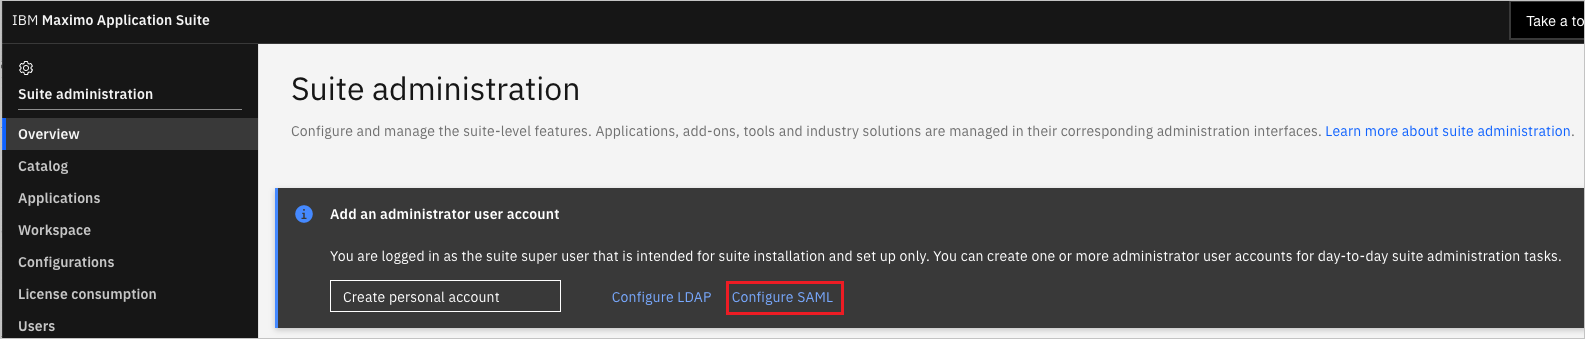 IBM Maximo Application Suite
Take a to
Suite administration
Overview
Catalog
Applications
Workspace
Configurations
License consumption
Users
Suite administration
Configure and manage the suite-level features. Applications, add-ons, tools and industry solutions are managed in their corresponding administration interfaces. Learn more about suite administration.
Add an administrator user account
You are logged in as the suite super user that is intended for suite installation and set up only. You can create one or more administrator user accounts for day-to-day suite administration tasks.
Create personal account Configure LDAP Configure SAML